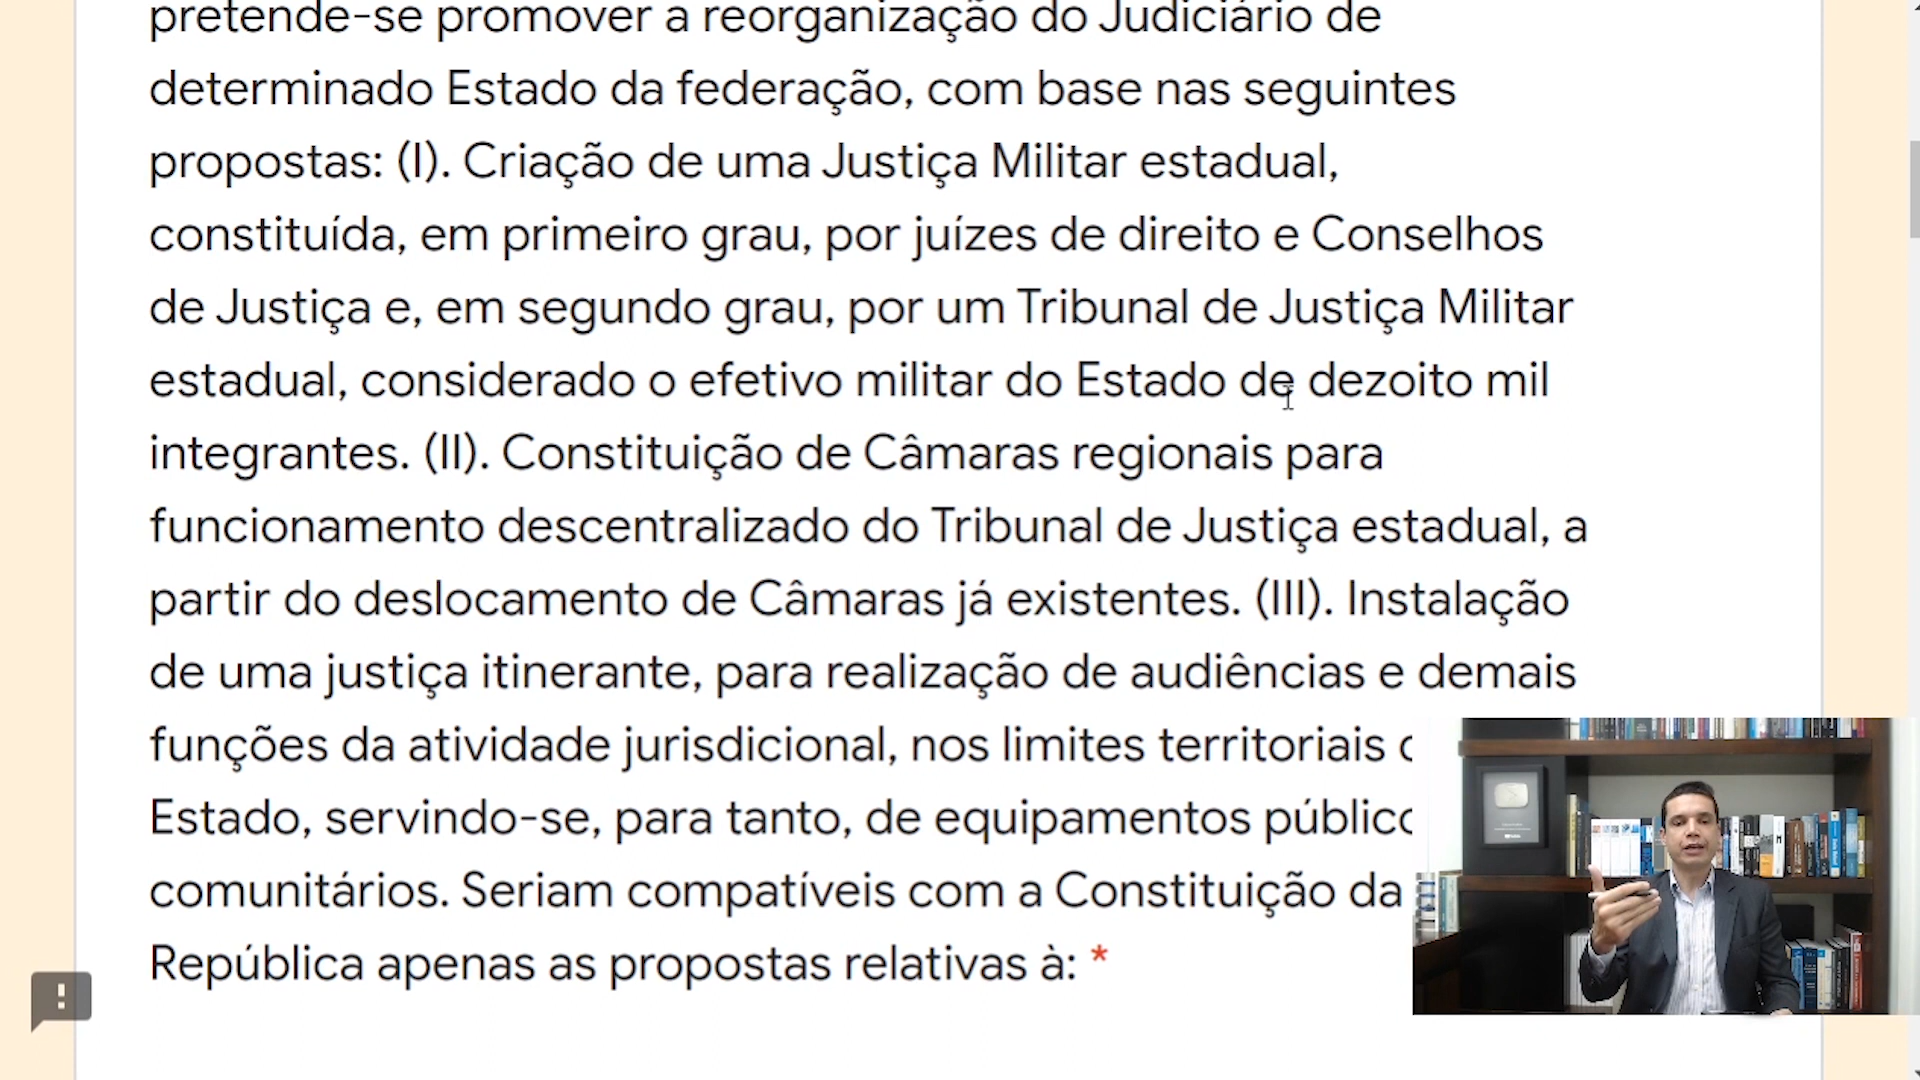 pretende-se promover a reorganização do Judiciário de
determinado Estado da federação, com base nas seguintes
propostas: (I). Criação de uma Justiça Militar estadual,
constituída, em primeiro grau, por juízes de direito e Conselhos
de Justiça e, em segundo grau, por um Tribunal de Justiça Militar
estadual, considerado o efetivo militar do Estado de dezoito mil
integrantes. (II). Constituição de Câmaras regionais para
funcionamento descentralizado do Tribunal de Justiça estadual, a
partir do deslocamento de Câmaras já existentes. (III). Instalação
de uma justiça itinerante, para realização de audiências e demais
funções da atividade jurisdicional, nos limites territoriais
Estado, servindo-se, para tanto, de equipamentos
comunitários. Seriam compatíveis com a Constituição da
República apenas as propostas relativas à: *